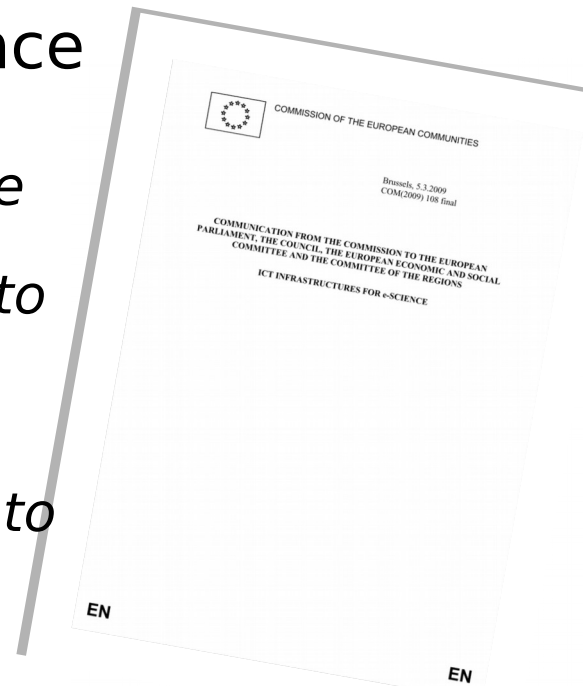 nce
e
to
to
COMMISSION OF THE EUROPEAN COMMUNITIES
Brussels, 5.3.2009
COM(2009) 108 final
COMMUNICATION FROM THE COMMISSION TO THE EUROPEAN
PARLIAMENT, THE COUNCIL, THE EUROPEAN ECONOMIC AND SOCIAL
COMMITTEE AND THE COMMITTEE OF THE REGIONS
ICT INFRASTRUCTURES FOR e-SCIENCE
EN
EN